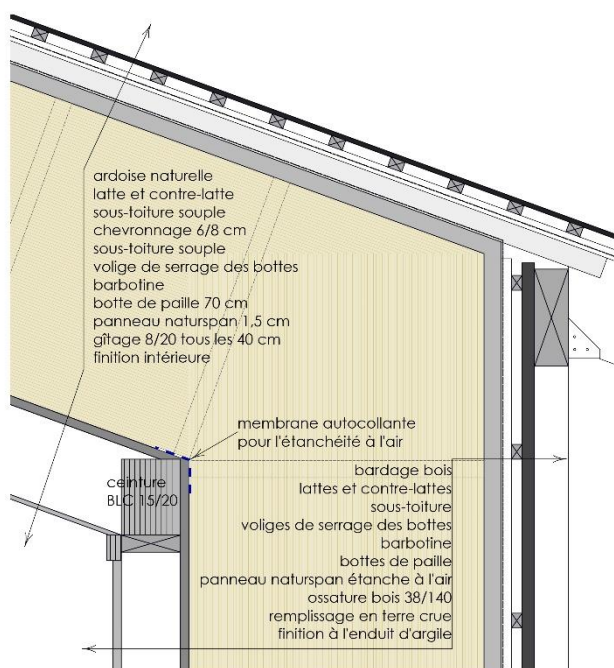 ardoise naturelle
latte et contre-latte
sous-toiture souple
chevronnage 6/8 cm
sous-toiture souple
volige de serrage des bottes
barbotine
botte de paille 70 cm
panneau naturspan 1,5 cm
gîtage 8/20 tous les 40 cm
finition intérieure
membrane autocollante
pour l'étanchéité à l'air
ceinture
BLC 15/20
bardage bois
lattes et contre-lattes
sous-toiture
voliges de serrage des bottes
barbotine
bottes de paille
panneau naturspan étanche à l'air
ossature bois 38/140
remplissage en terre crue
finition à l'enduit d'argile